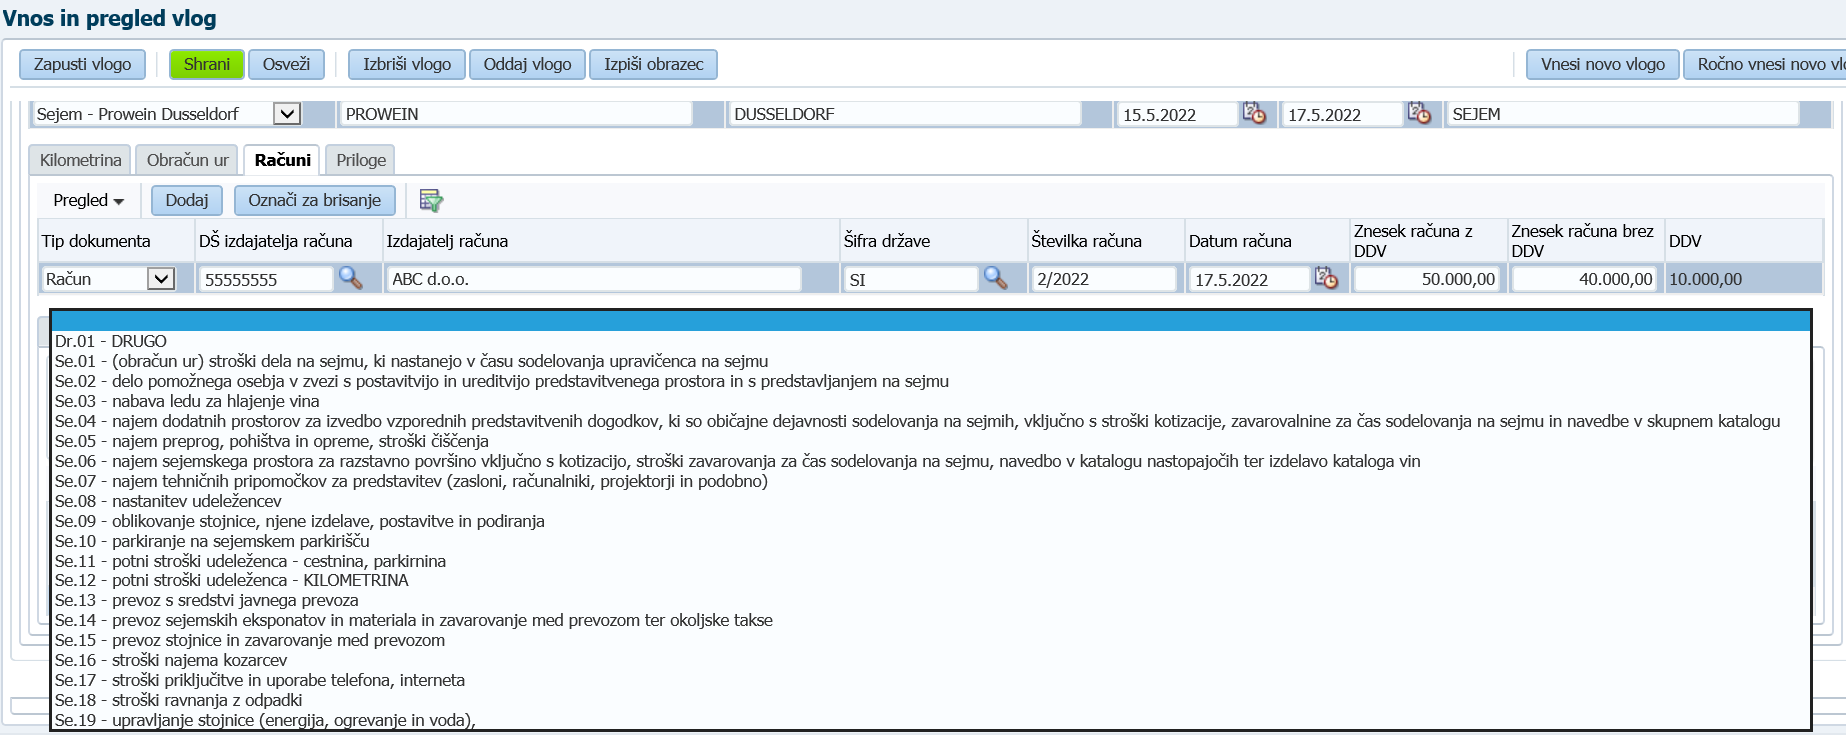 Vnos in pregled vlog
Zapusti vlogo Shrani Osveži Izbriši vlogo Oddaj vlogo Izpiši obrazec Vnesi novo vlogo Ročno vnesi novo vl
Sejem - Prowein Dusseldorf PROWEIN DUSSELDORF 15.5.2022 17.5.2022 SEJEM
Kilometrina Obračun ur Računi Priloge
Pregled Dodaj Označi za brisanje
Tip dokumenta DŠ izdajatelja računa Izdajatelj računa Šifra države Številka računa Datum računa Znesek računa z DDV Znesek računa brez DDV DDV
Račun 55555555 ABC d.o.o. SI 2/2022 17.5.2022 50.000,00 40.000,00 10.000,00
Dr.01 - DRUGO
Se.01 - (obračun ur) stroški dela na sejmu, ki nastanejo v času sodelovanja upravičenca na sejmu
Se.02 - delo pomožnega osebja v zvezi s postavitvijo in ureditvijo predstavitvenega prostora in s predstavljanjem na sejmu
Se.03 - nabava ledu za hlajenje vina
Se.04 - najem dodatnih prostorov za izvedbo vzporednih predstavitvenih dogodkov, ki so običajne dejavnosti sodelovanja na sejmih, vključno s stroški kotizacije, zavarovalnine za čas sodelovanja na sejmu in navedbe v skupnem katalogu
Se.05 - najem preprog, pohištva in opreme, stroški čiščenja
Se.06 - najem sejemskega prostora za razstavno površino vključno s kotizacijo, stroški zavarovanja za čas sodelovanja na sejmu, navedbo v katalogu nastopajočih ter izdelavo kataloga vin
Se.07 - najem tehničnih pripomočkov za predstavitev (zasloni, računalniki, projektorji in podobno)
Se.08 - nastanitev udeležencev
Se.09 - oblikovanje stojnice, njene izdelave, postavitve in podiranja
Se.10 - parkiranje na sejemskem parkirišču
Se.11 - potni stroški udeleženca - cestnina, parkirnina
Se.12 - potni stroški udeleženca - KILOMETRINA
Se.13 - prevoz s sredstvi javnega prevoza
Se.14 - prevoz sejemskih eksponatov in materiala in zavarovanje med prevozom ter okoljske takse
Se.15 - prevoz stojnice in zavarovanje med prevozom
Se.16 - stroški najema kozarcev
Se.17 - stroški priključitve in uporabe telefona, interneta
Se.18 - stroški ravnanja z odpadki
Se.19 - upravljanje stojnice (energija, ogrevanje in voda),